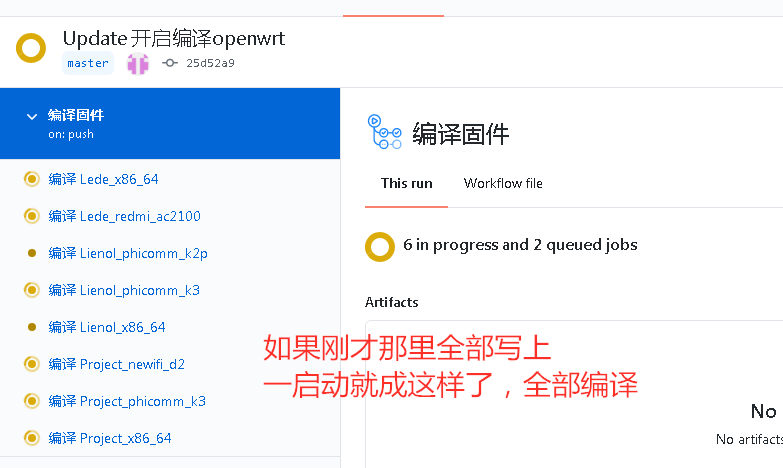 Update 开启编译openwrt
master 25d52a9
编译固件
on: push
编译 Lede_x86_64
编译 Lede_redmi_ac2100
编译 Lienol_phicomm_k2p
编译 Lienol_phicomm_k3
编译 Lienol_x86_64
编译 Project_newifi_d2
编译 Project_phicomm_k3
编译 Project_x86_64
编译固件
This run Workflow file
6 in progress and 2 queued jobs
Artifacts
如果刚才那里全部写上
一启动就成这样了，全部编译
No
No artifacts